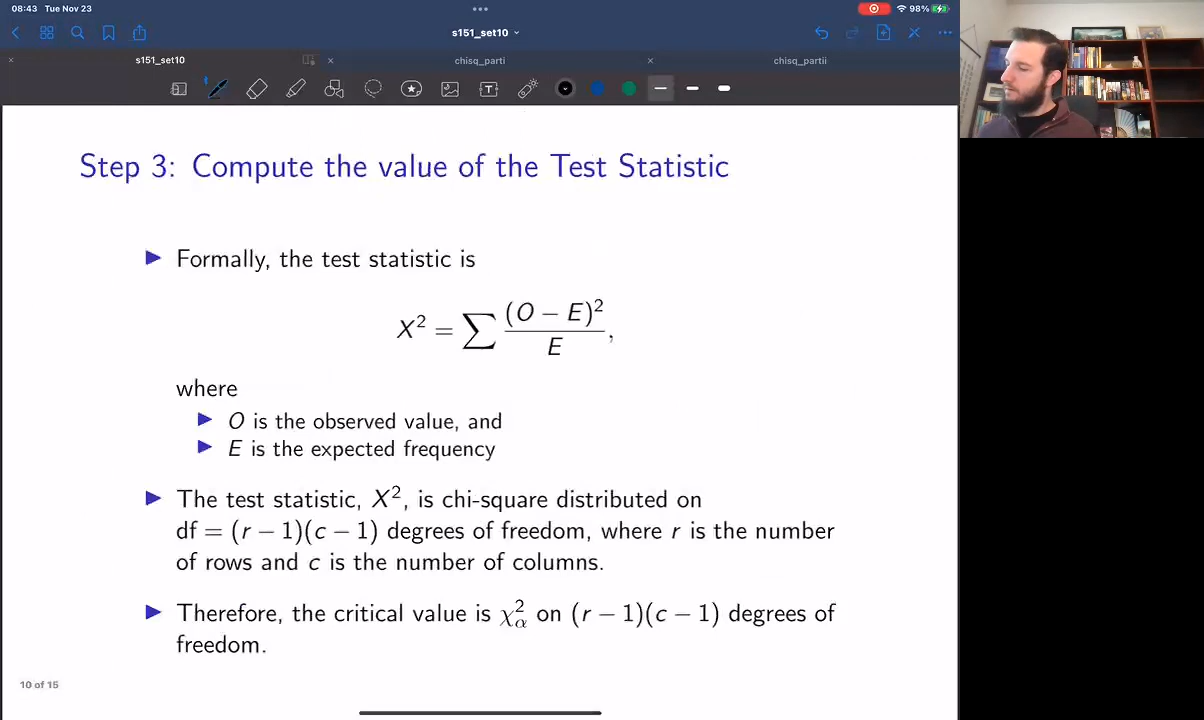 08:43 Tue Nov 23
98%
s151_set10
s151_set10
chisq_parti
chisq_partii
Step 3: Compute the value of the Test Statistic
Formally, the test statistic is
X² = ∑ (O − E)² / E,
where
O is the observed value, and
E is the expected frequency
The test statistic, X², is chi-square distributed on
df = (r − 1)(c − 1) degrees of freedom, where r is the number
of rows and c is the number of columns.
Therefore, the critical value is χ²_α on (r − 1)(c − 1) degrees of
freedom.
10 of 15